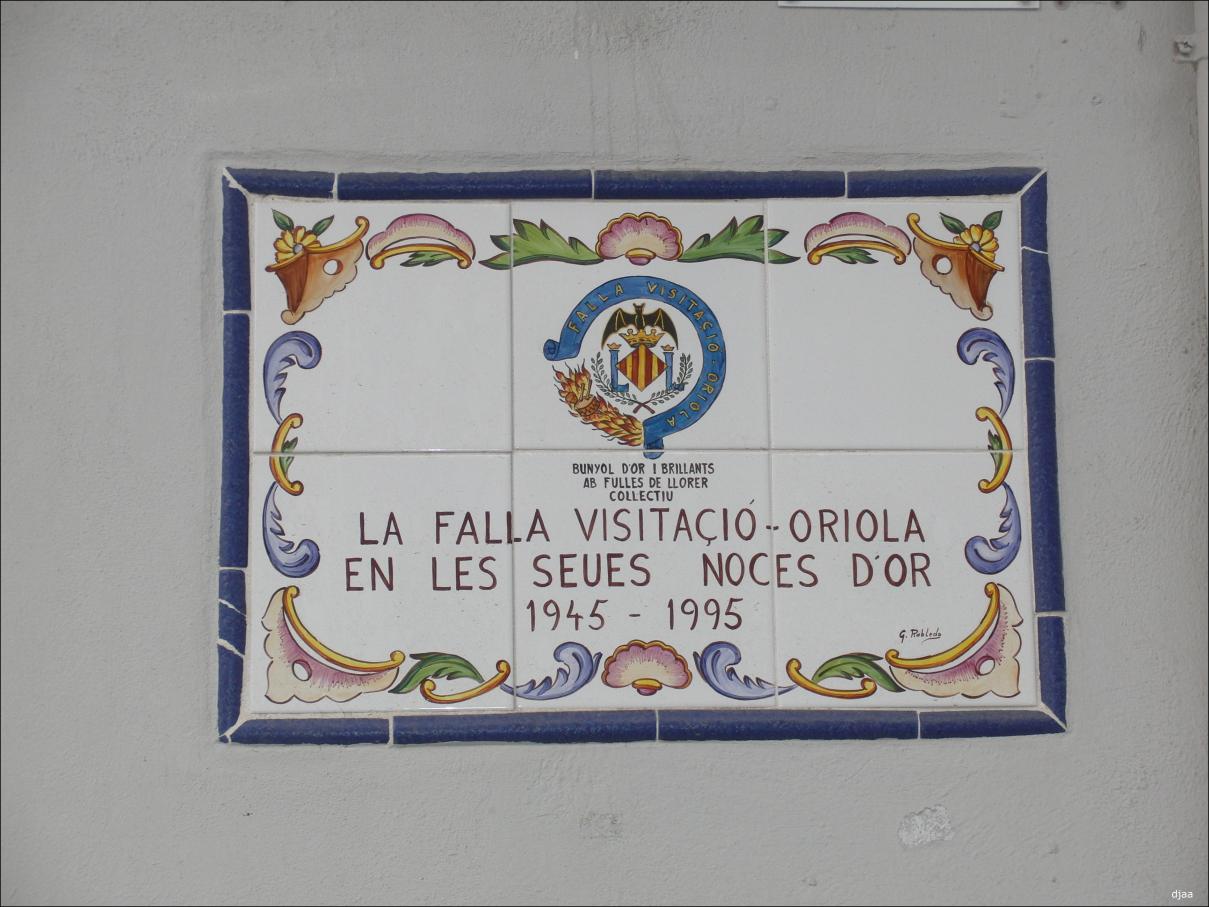 FALLA VISITACIÓ-ORIOLA
BUNYOL D'OR I BRILLANTS
AB FULLES DE LLORER
COLLECTIU
LA FALLA VISITAÇIÓ-ORIOLA
EN LES SEUES NOCES D'OR
1945 - 1995
G. Robledo
djaa